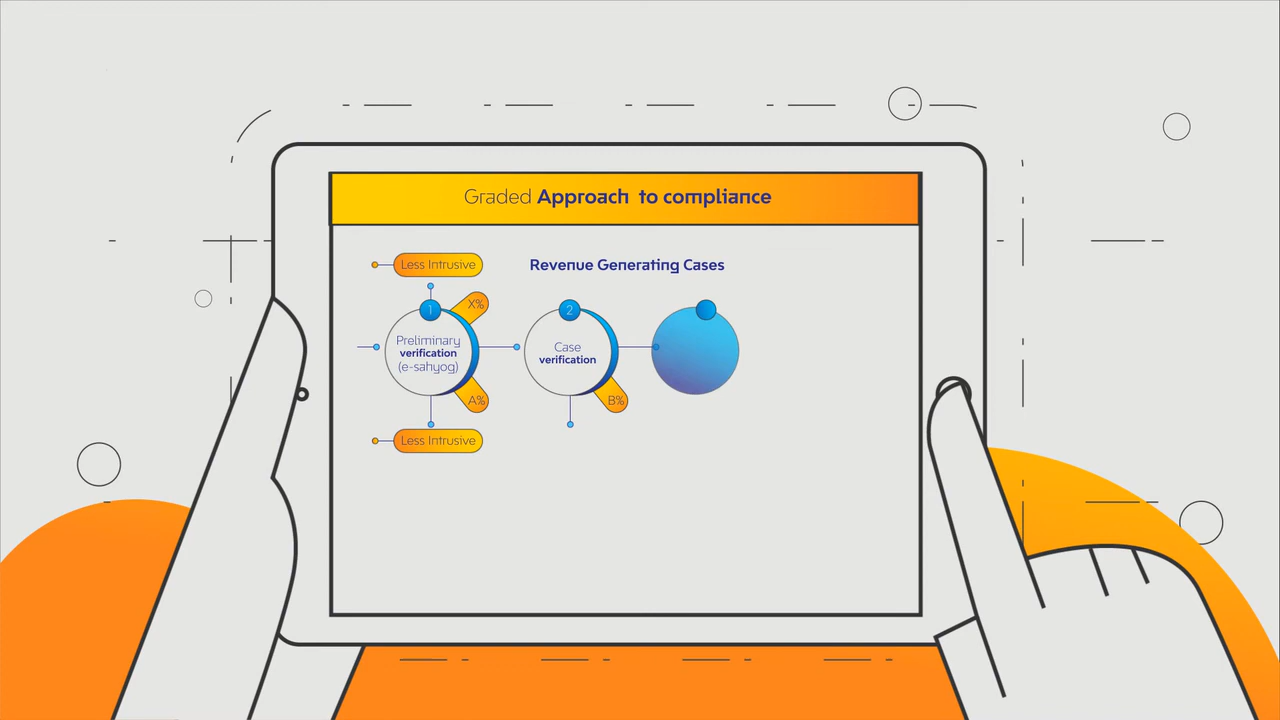 Graded Approach to compliance
Less Intrusive
Revenue Generating Cases
1
X%
2
Preliminary
verification
(e-sahyog)
Case
verification
A%
B%
Less Intrusive